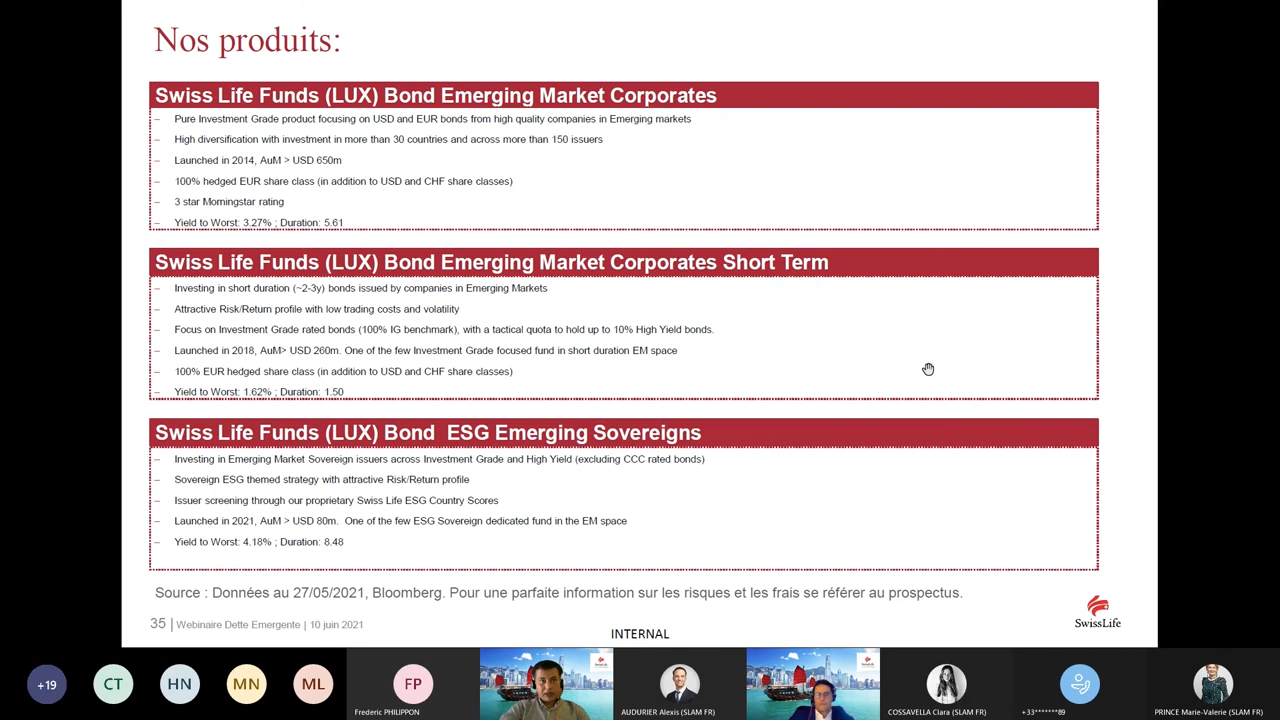 Nos produits:
Swiss Life Funds (LUX) Bond Emerging Market Corporates
– Pure Investment Grade product focusing on USD and EUR bonds from high quality companies in Emerging markets
– High diversification with investment in more than 30 countries and across more than 150 issuers
– Launched in 2014, AuM > USD 650m
– 100% hedged EUR share class (in addition to USD and CHF share classes)
– 3 star Morningstar rating
– Yield to Worst: 3.27% ; Duration: 5.61
Swiss Life Funds (LUX) Bond Emerging Market Corporates Short Term
– Investing in short duration (~2-3y) bonds issued by companies in Emerging Markets
– Attractive Risk/Return profile with low trading costs and volatility
– Focus on Investment Grade rated bonds (100% IG benchmark), with a tactical quota to hold up to 10% High Yield bonds.
– Launched in 2018, AuM> USD 260m. One of the few Investment Grade focused fund in short duration EM space
– 100% EUR hedged share class (in addition to USD and CHF share classes)
– Yield to Worst: 1.62% ; Duration: 1.50
Swiss Life Funds (LUX) Bond ESG Emerging Sovereigns
– Investing in Emerging Market Sovereign issuers across Investment Grade and High Yield (excluding CCC rated bonds)
– Sovereign ESG themed strategy with attractive Risk/Return profile
– Issuer screening through our proprietary Swiss Life ESG Country Scores
– Launched in 2021, AuM > USD 80m. One of the few ESG Sovereign dedicated fund in the EM space
– Yield to Worst: 4.18% ; Duration: 8.48
Source : Données au 27/05/2021, Bloomberg. Pour une parfaite information sur les risques et les frais se référer au prospectus.
35 | Webinaire Dette Emergente | 10 juin 2021
SwissLife
INTERNAL
+19 CT HN MN ML FP
Frederic PHILIPPON
AUDURIER Alexis (SLAM FR)
COSSAVELLA Clara (SLAM FR)
+33*******89
PRINCE Marie-Valerie (SLAM FR)